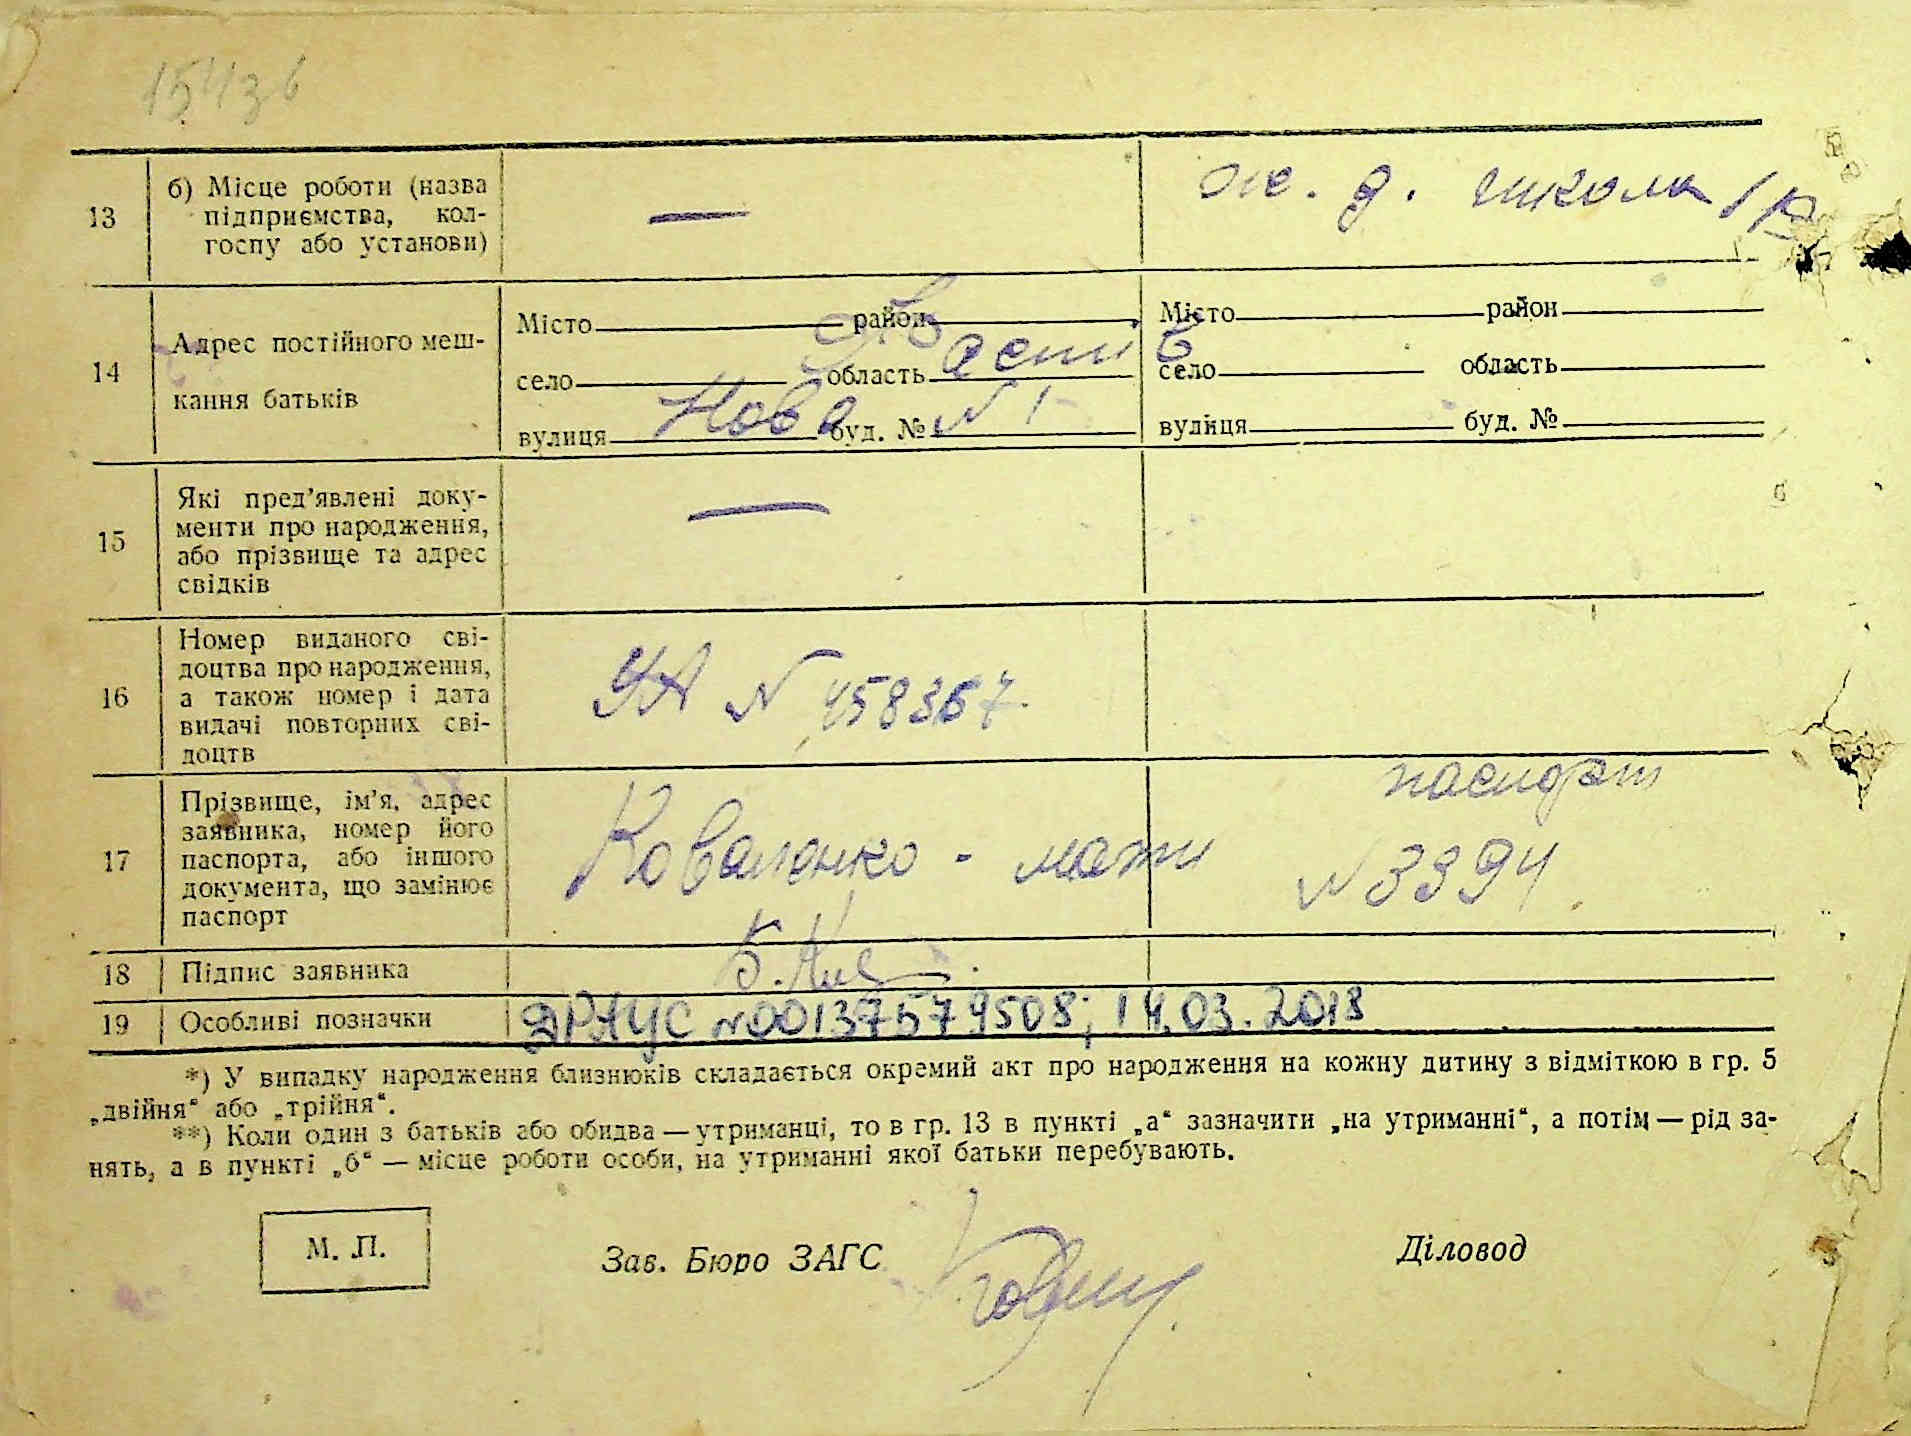 15436
13
б) Місце роботи (назва
підприємства, кол-
госпу або установи)
—
ж. д. школа
14
Адрес постійного меш-
кання батьків
Місто район
село область
вулиця Нова буд. № N 1
Місто район
село область
вулиця буд. №
15
Які пред'явлені доку-
менти про народження,
або прізвище та адрес
свідків
—
16
Номер виданого сві-
доцтва про народження,
а також номер і дата
видачі повторних сві-
доцтв
УА N 458367
17
Прізвище, ім'я, адрес
заявника, номер його
паспорта, або іншого
документа, що замінює
паспорт
Коваленко - мати
паспорт
N 3394
18 Підпис заявника
19 Особливі позначки
ДРАЦС N00137579508; 14.03.2018
*) У випадку народження близнюків складається окремий акт про народження на кожну дитину з відміткою в гр. 5
„двійня“ або „трійня“.
**) Коли один з батьків або обидва — утриманці, то в гр. 13 в пункті „а“ зазначити „на утриманні“, а потім — рід за-
нять, а в пункті „б“ — місце роботи особи, на утриманні якої батьки перебувають.
М. П.
Зав. Бюро ЗАГС
Діловод